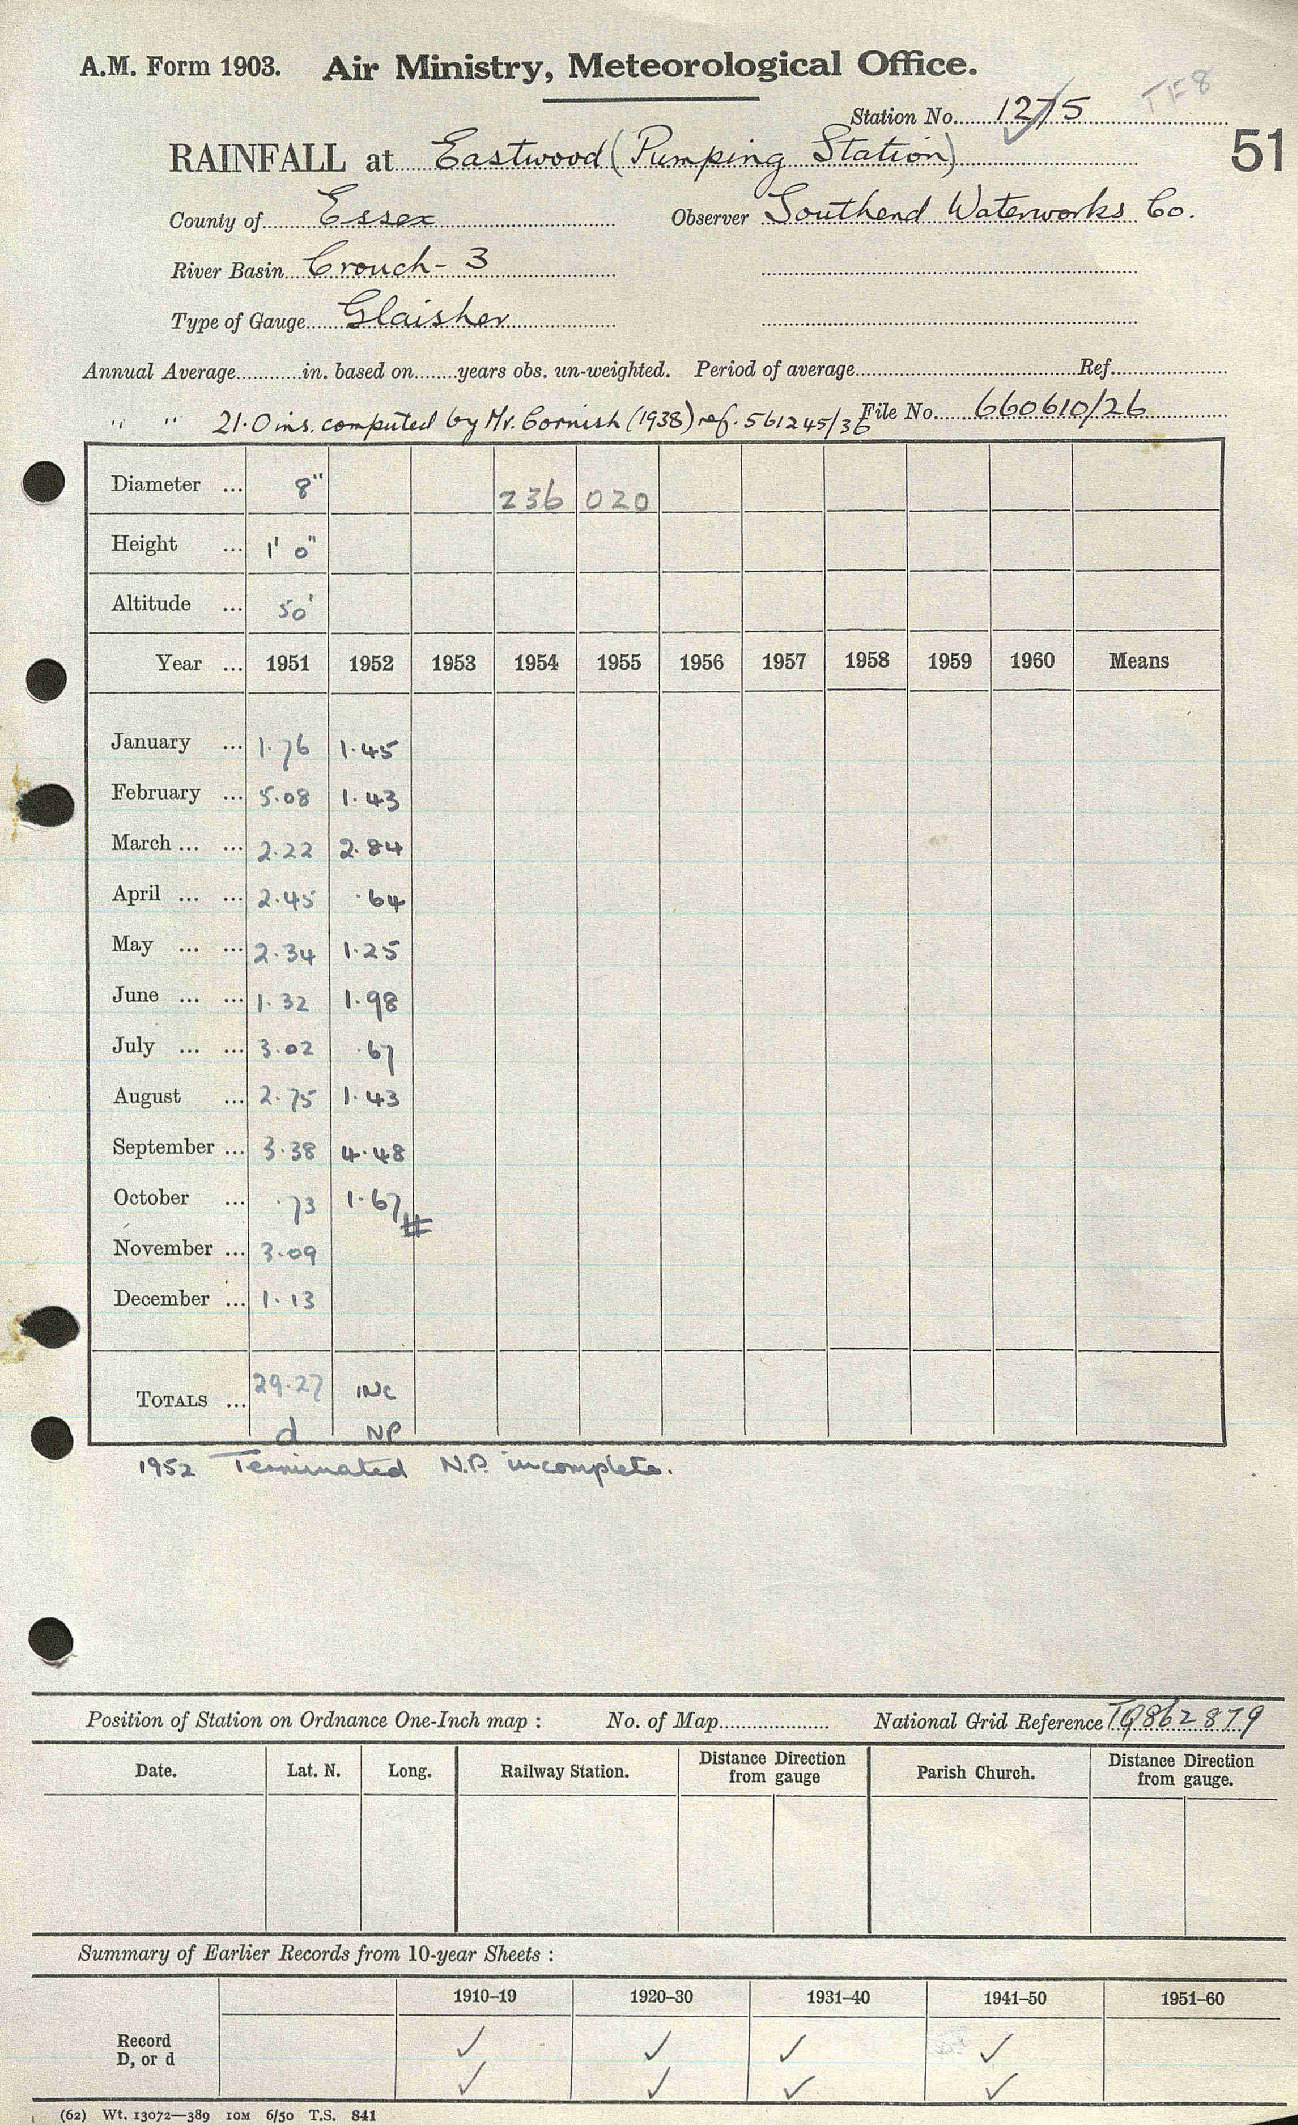 A.M. Form 1903. Air Ministry, Meteorological Office.
Station No. 1275 TF8
51
RAINFALL at Eastwood (Pumping Station)
County of Essex Observer Southend Waterworks Co.
River Basin Crouch - 3
Type of Gauge Glaisher
Annual Average in. based on years obs. un-weighted. Period of average Ref.
" " 21.0 ins. computed by Mr. Cornish (1938) ref. 561245/36 File No. 660610/26
Diameter ... 8" 236 020
Height ... 1' 0"
Altitude ... 50'
Year ... 1951 1952 1953 1954 1955 1956 1957 1958 1959 1960 Means
January ... 1.76 1.45
February ... 5.08 1.43
March ... ... 2.22 2.84
April ... ... 2.45 .64
May ... ... 2.34 1.25
June ... ... 1.32 1.98
July ... ... 3.02 .67
August ... 2.75 1.43
September ... 3.38 4.48
October ... .73 1.67 #
November ... 3.09
December ... 1.13
TOTALS ... 29.27 INC
d NP
1952 Terminated N.P. incomplete.
Position of Station on Ordnance One-Inch map : No. of Map National Grid Reference TQ862879
Date. Lat. N. Long. Railway Station. Distance Direction from gauge Parish Church. Distance Direction from gauge.
Summary of Earlier Records from 10-year Sheets :
1910–19 1920–30 1931–40 1941–50 1951–60
Record ✓ ✓ ✓ ✓
D, or d ✓ ✓ ✓ ✓
(62) Wt. 13072—389 10M 6/50 T.S. 841